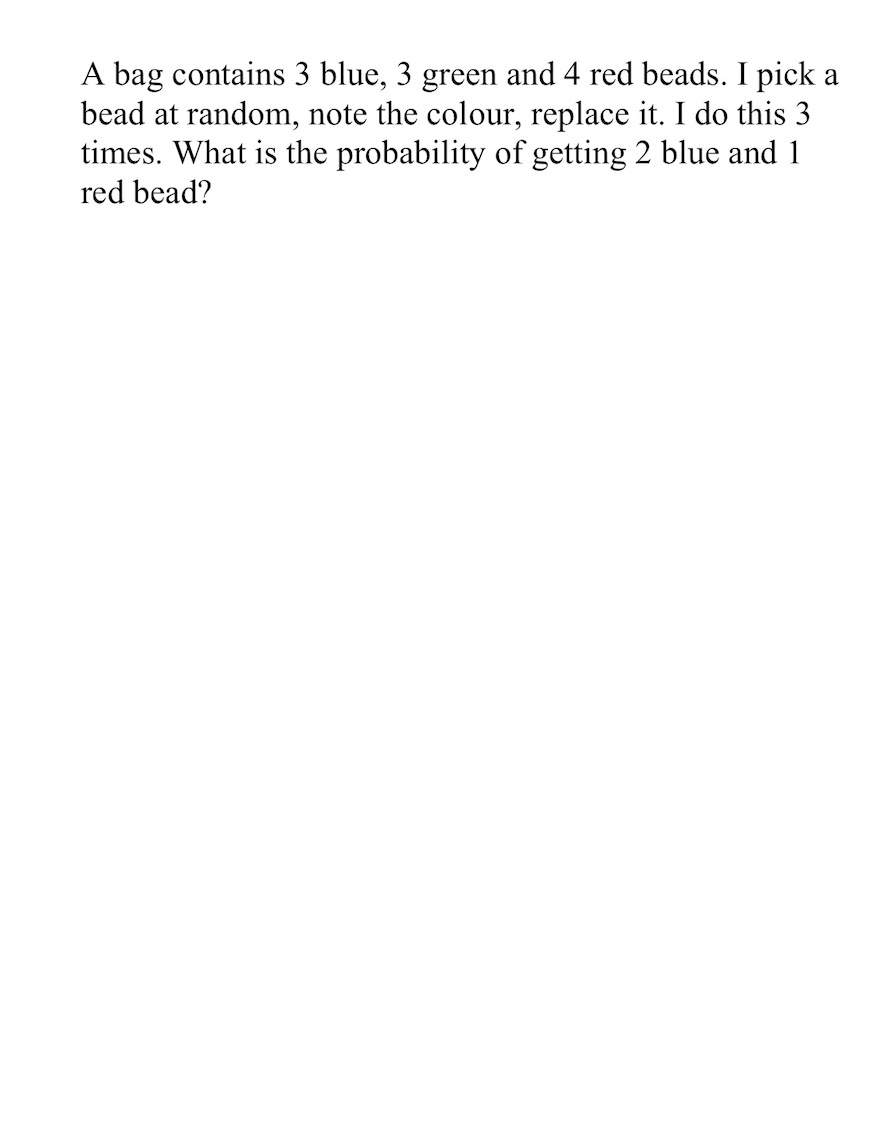 A bag contains 3 blue, 3 green and 4 red beads. I pick a
bead at random, note the colour, replace it. I do this 3
times. What is the probability of getting 2 blue and 1
red bead?